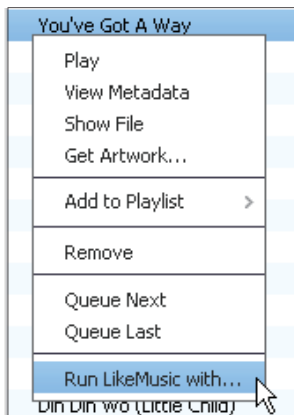 You've Got A Way
Play
View Metadata
Show File
Get Artwork...
Add to Playlist
Remove
Queue Next
Queue Last
Run LikeMusic with...
Din Din Wo (Little Child)